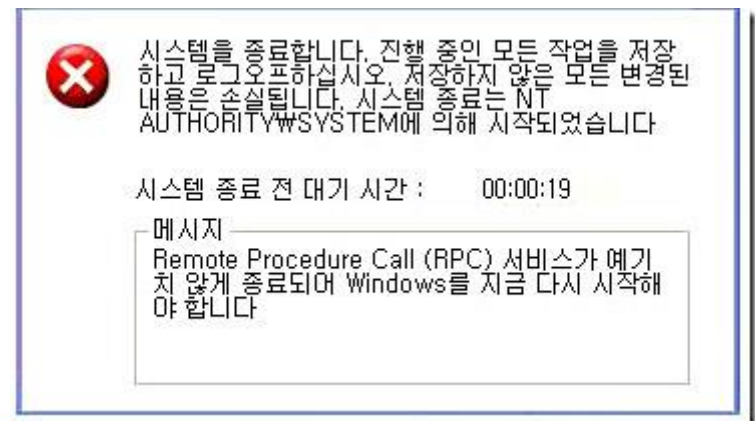 시스템을 종료합니다. 진행 중인 모든 작업을 저장
하고 로그오프하십시오. 저장하지 않은 모든 변경된
내용은 손실됩니다. 시스템 종료는 NT
AUTHORITY₩SYSTEM에 의해 시작되었습니다
시스템 종료 전 대기 시간 : 00:00:19
메시지
Remote Procedure Call (RPC) 서비스가 예기
치 않게 종료되어 Windows를 지금 다시 시작해
야 합니다